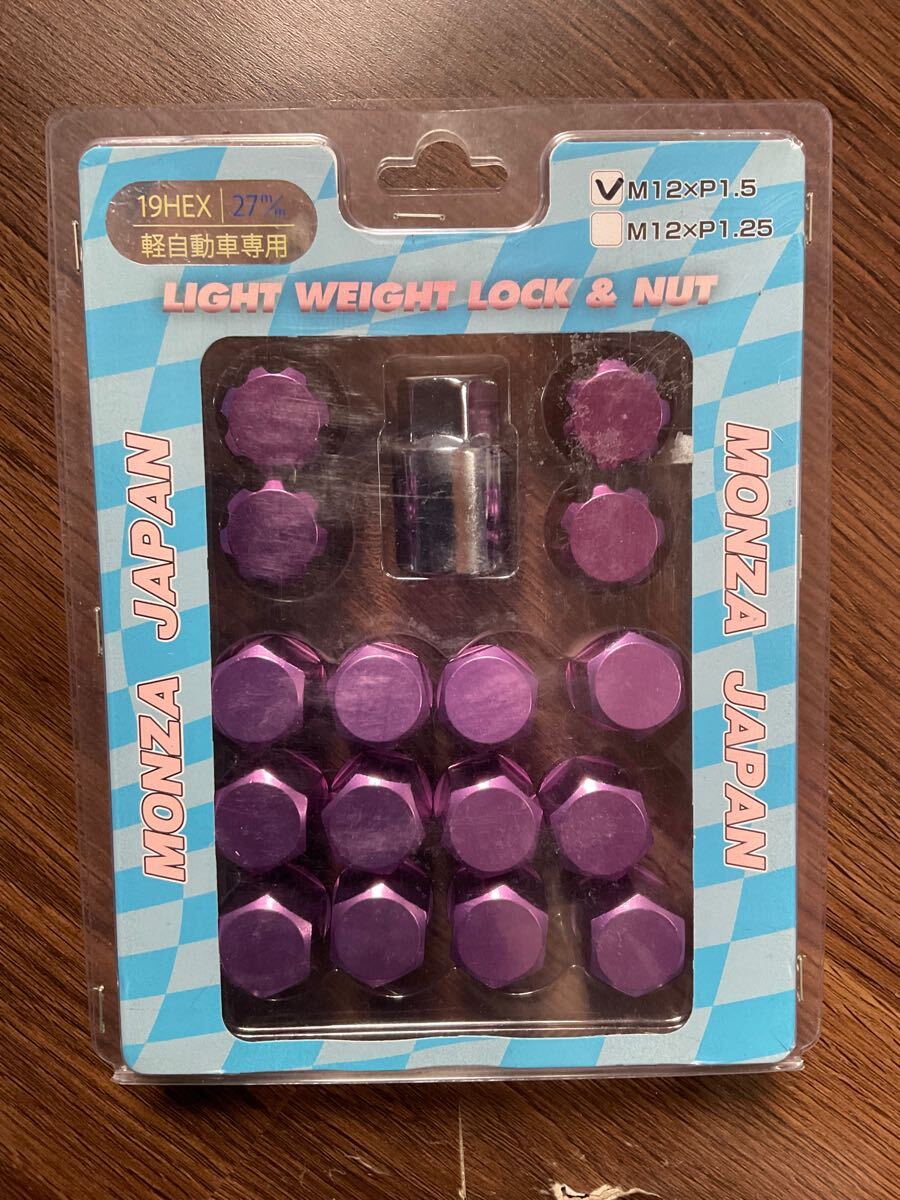 19HEX 27m/m
軽自動車専用
M12×P1.5
M12×P1.25
LIGHT WEIGHT LOCK & NUT
MONZA JAPAN
MONZA JAPAN